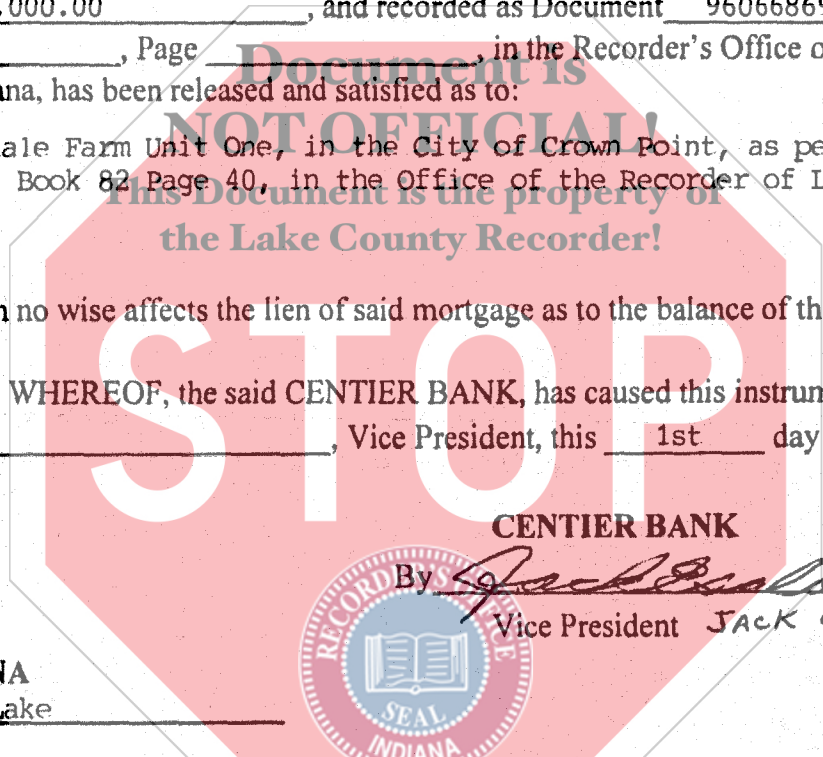 ,000.00 , and recorded as Document 96066869
, Page , in the Recorder's Office o
ana, has been released and satisfied as to:
ale Farm Unit One, in the City of Crown Point, as pe
Book 82 Page 40, in the Office of the Recorder of L
Document is
NOT OFFICIAL!
This Document is the property of
the Lake County Recorder!
n no wise affects the lien of said mortgage as to the balance of th
STOP
WHEREOF, the said CENTIER BANK, has caused this instrum
, Vice President, this 1st day
CENTIER BANK
By Jack
Vice President JACK
NA
Lake
RECORDER'S OFFICE
SEAL
INDIANA